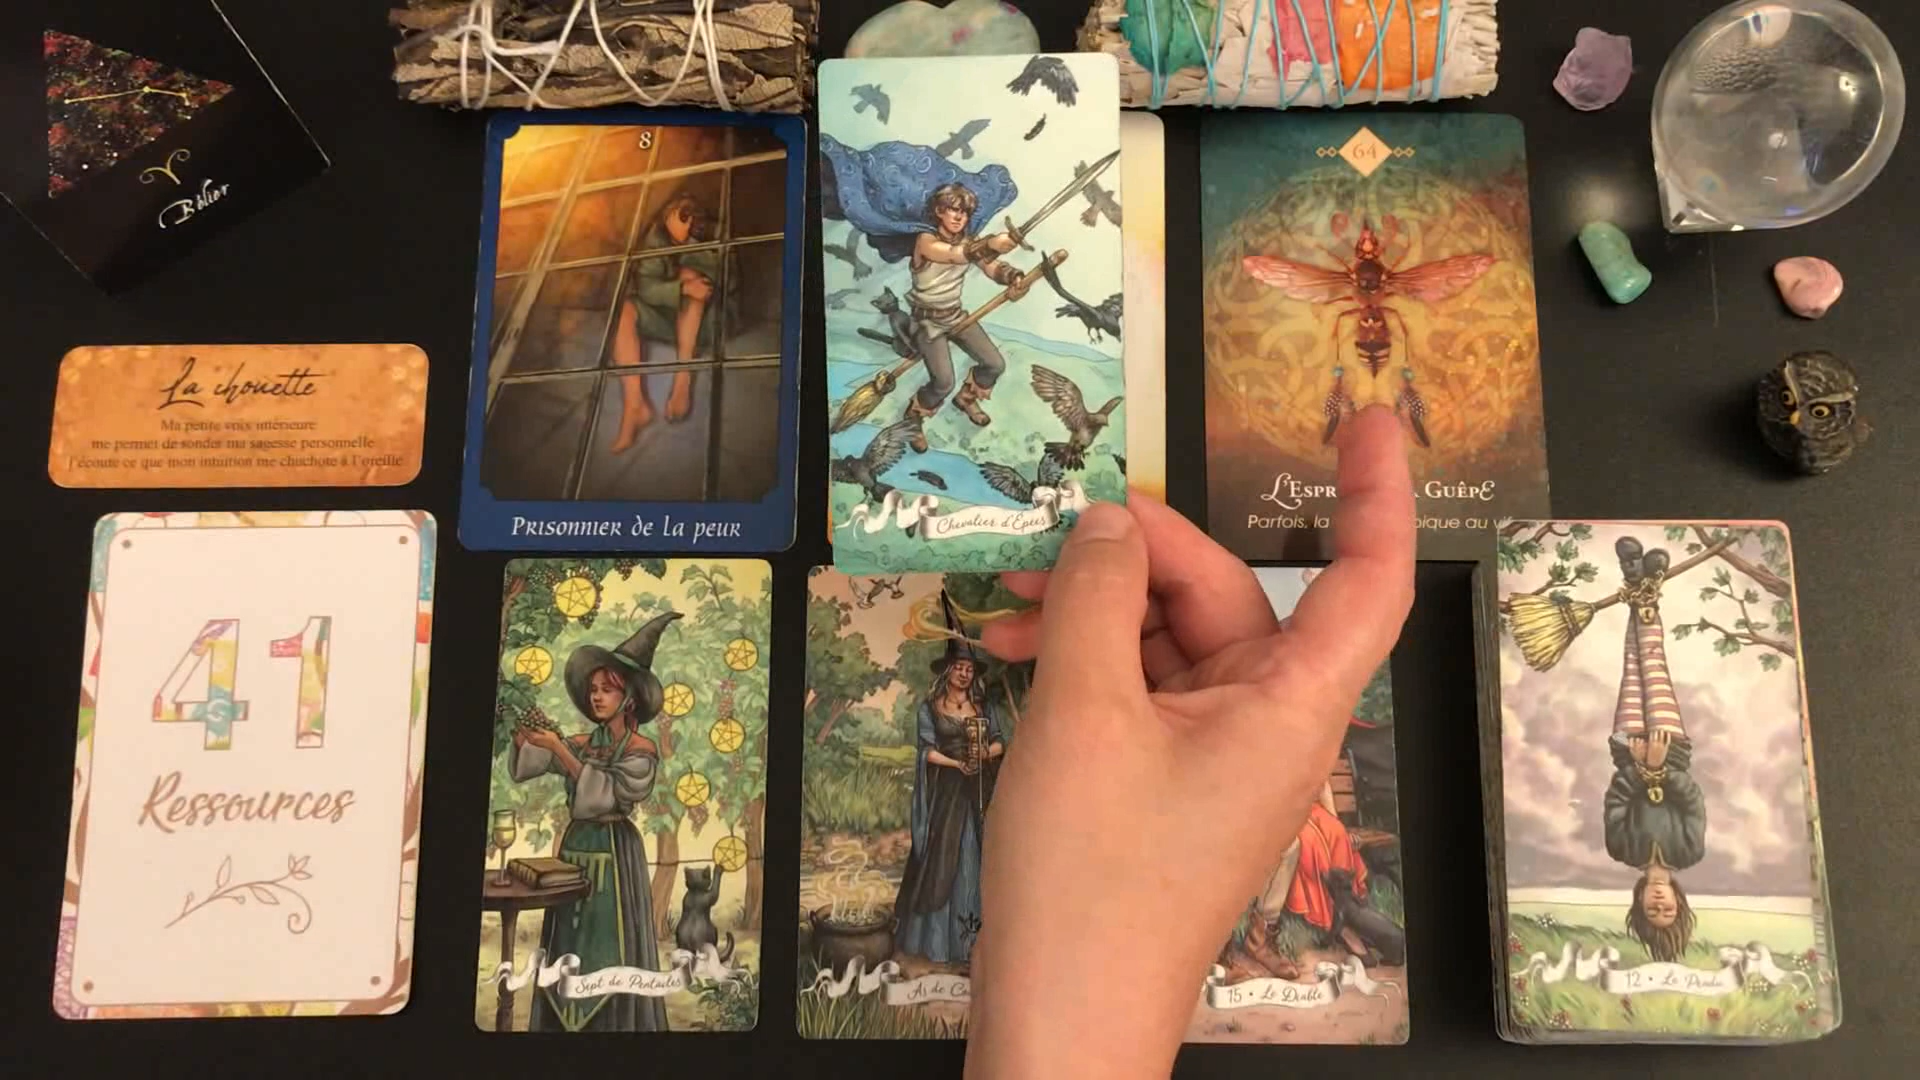 Bélier
La chouette
Ma petite voix intérieure
me permet de sonder ma sagesse personnelle
J'écoute ce que mon intuition me chuchote à l'oreille
41
Ressources
8
Prisonnier de la peur
Chevalier d'Épées
64
L'Espr Guêpe
Parfois, la pique au vif
Sept de Pentacles
As de
15 • Le Diable
12 • Le Pendu